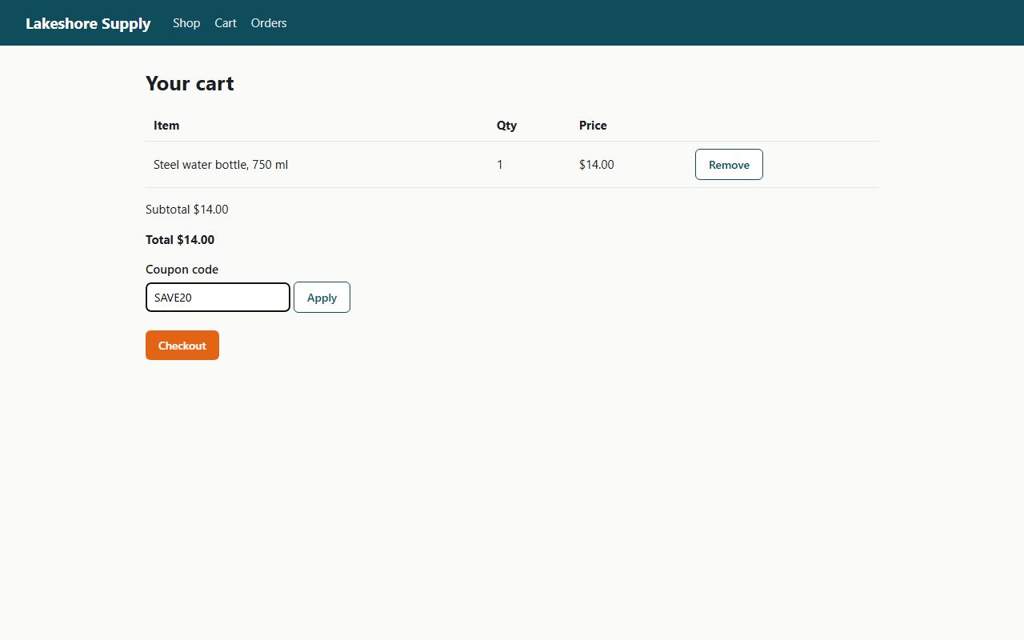 Lakeshore Supply Shop Cart Orders
Your cart
Item Qty Price
Steel water bottle, 750 ml 1 $14.00 Remove
Subtotal $14.00
Total $14.00
Coupon code
SAVE20 Apply
Checkout